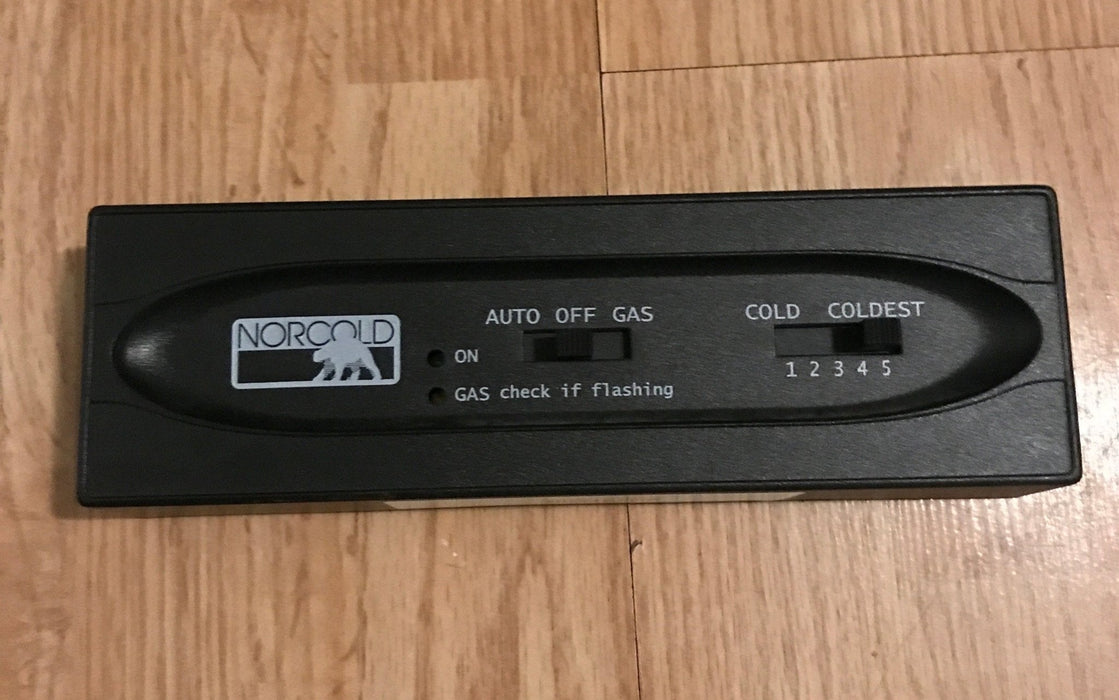 NORCOLD
AUTO OFF GAS
ON
GAS check if flashing
COLD COLDEST
1 2 3 4 5